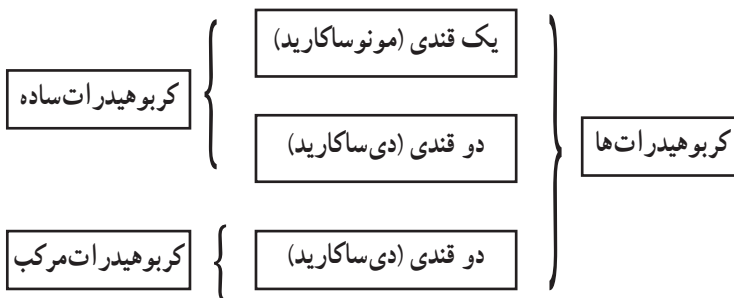 یک قندی (مونوساکارید)
کربوهیدرات‌ساده
دو قندی (دی‌ساکارید)
کربوهیدرات‌ها
دو قندی (دی‌ساکارید)
کربوهیدرات‌مرکب